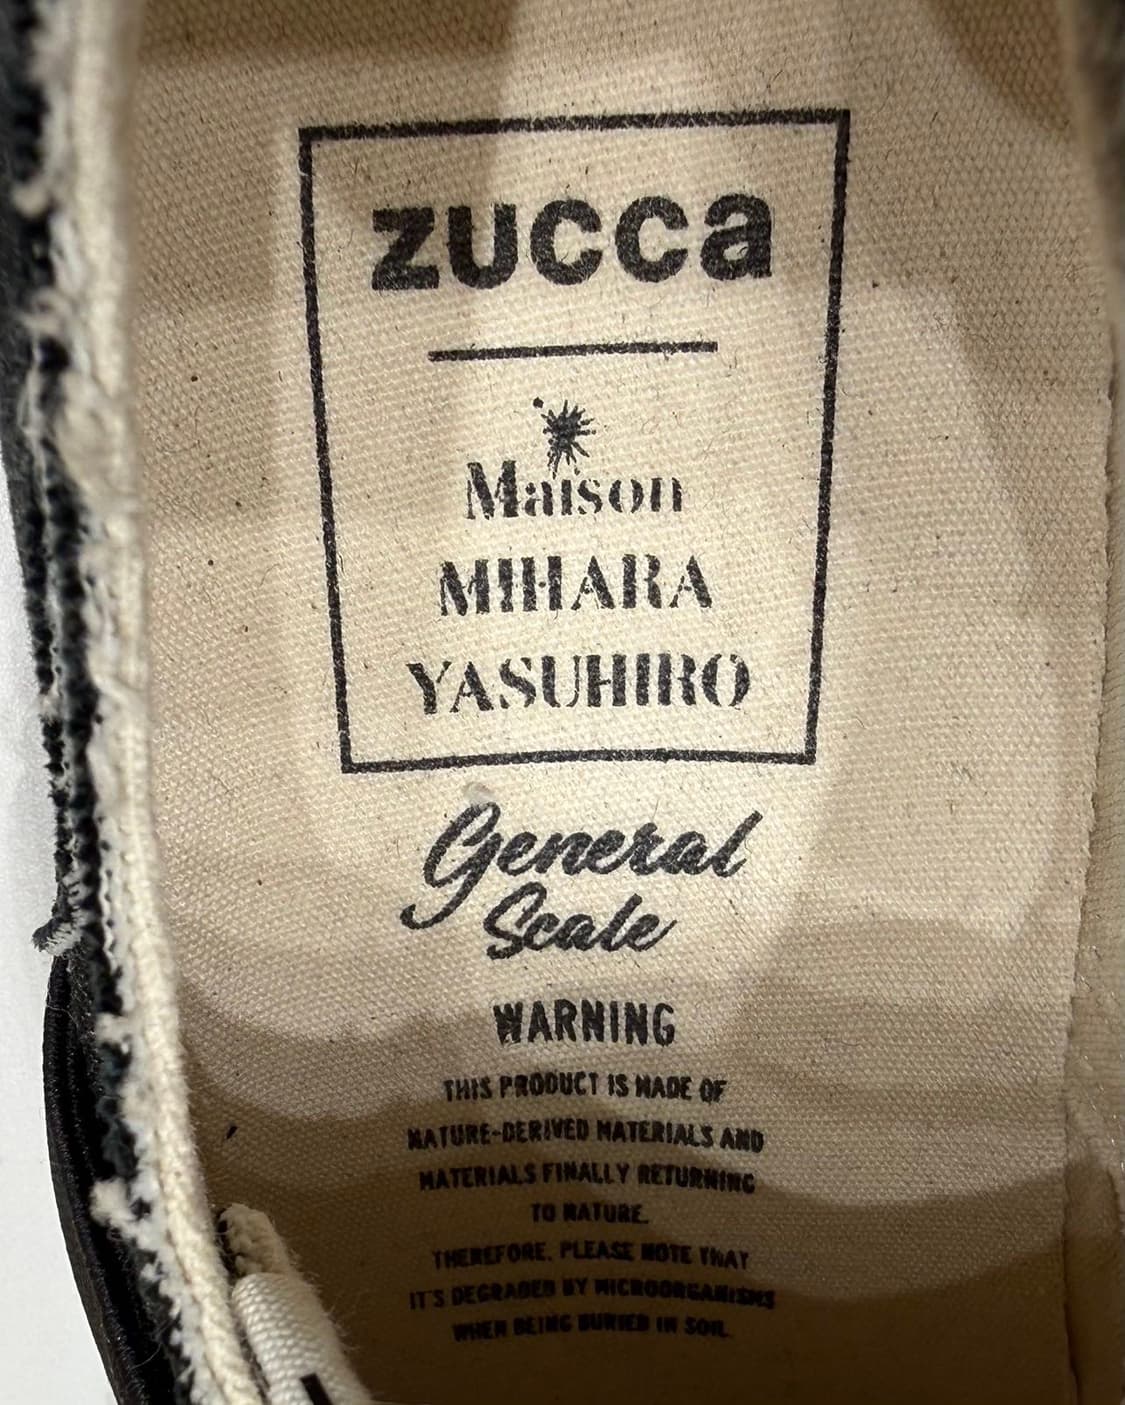 zucca
Maison
MIHARA
YASUHIRO
General
Scale
WARNING
THIS PRODUCT IS MADE OF
NATURE-DERIVED MATERIALS AND
MATERIALS FINALLY RETURNING
TO NATURE.
THEREFORE, PLEASE NOTE THAT
IT'S DEGRADED BY MICROORGANISMS
WHEN BEING BURIED IN SOIL.